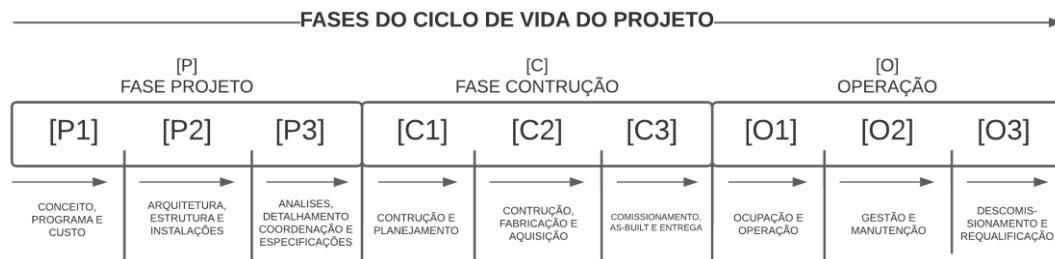 FASES DO CICLO DE VIDA DO PROJETO
[P]
FASE PROJETO
[C]
FASE CONTRUÇÃO
[O]
OPERAÇÃO
[P1]
[P2]
[P3]
[C1]
[C2]
[C3]
[O1]
[O2]
[O3]
CONCEITO,
PROGRAMA E
CUSTO
ARQUITETURA,
ESTRUTURA E
INSTALAÇÕES
ANALISES,
DETALHAMENTO
COORDENAÇÃO E
ESPECIFICAÇÕES
CONTRUÇÃO E
PLANEJAMENTO
CONTRUÇÃO,
FABRICAÇÃO E
AQUISIÇÃO
COMISSIONAMENTO,
AS-BUILT E ENTREGA
OCUPAÇÃO E
OPERAÇÃO
GESTÃO E
MANUTENÇÃO
DESCOMIS-
SIONAMENTO E
REQUALIFICAÇÃO